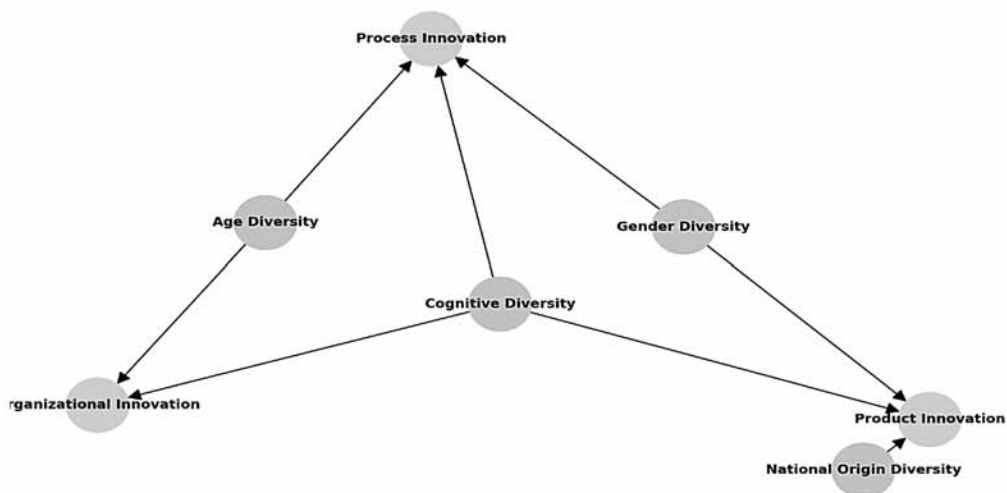 Process Innovation
Age Diversity
Gender Diversity
Cognitive Diversity
rganizational Innovation
Product Innovation
National Origin Diversity